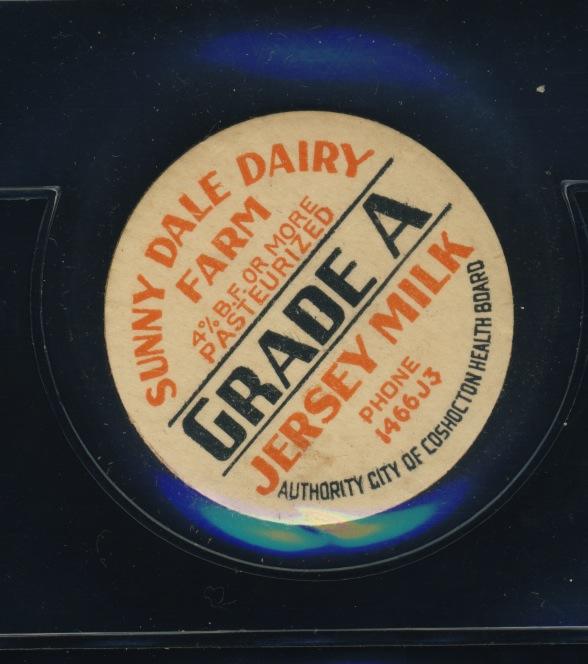 SUNNY DALE DAIRY
FARM
4% B.F. OR MORE
PASTEURIZED
GRADE A
JERSEY MILK
PHONE
1466J3
AUTHORITY CITY OF COSHOCTON HEALTH BOARD